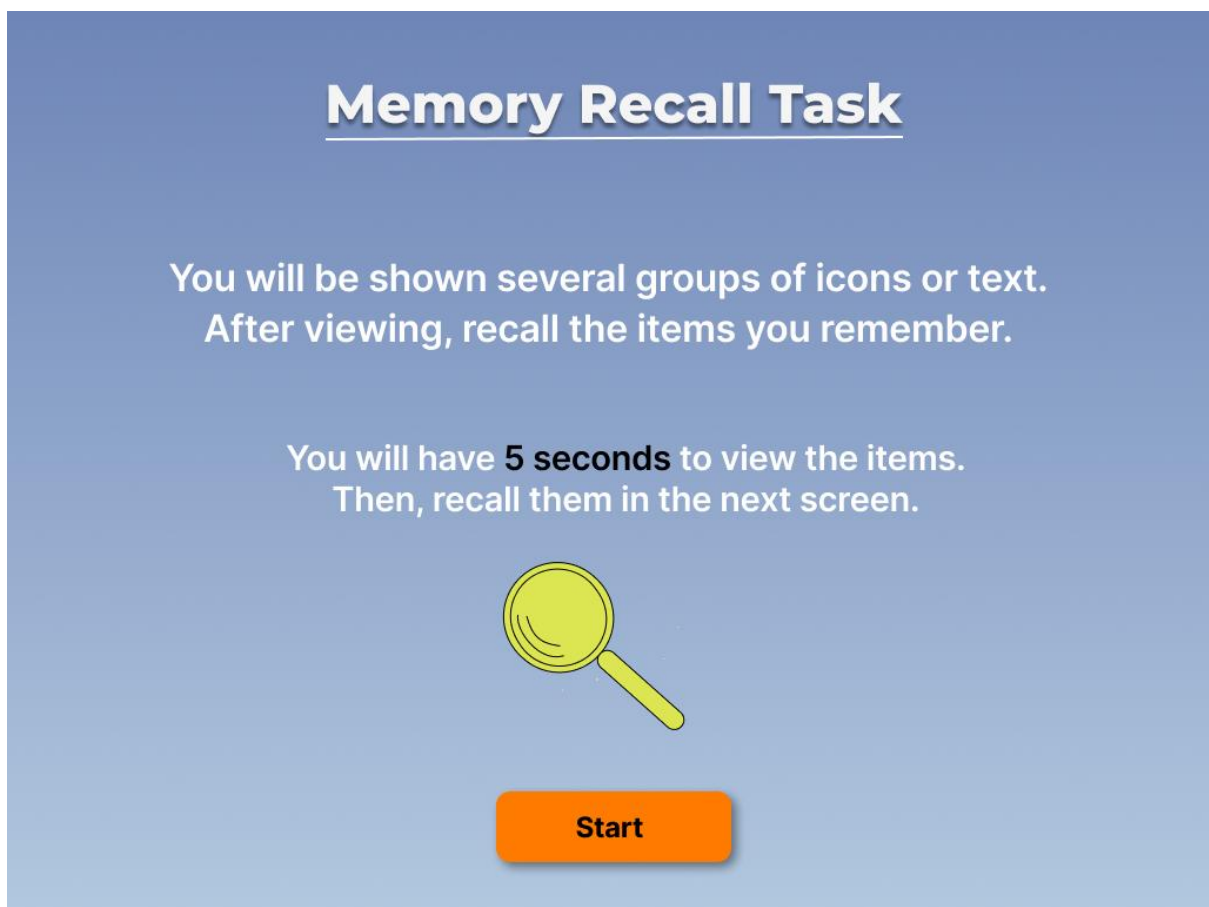 Memory Recall Task
You will be shown several groups of icons or text.
After viewing, recall the items you remember.
You will have 5 seconds to view the items.
Then, recall them in the next screen.
Start